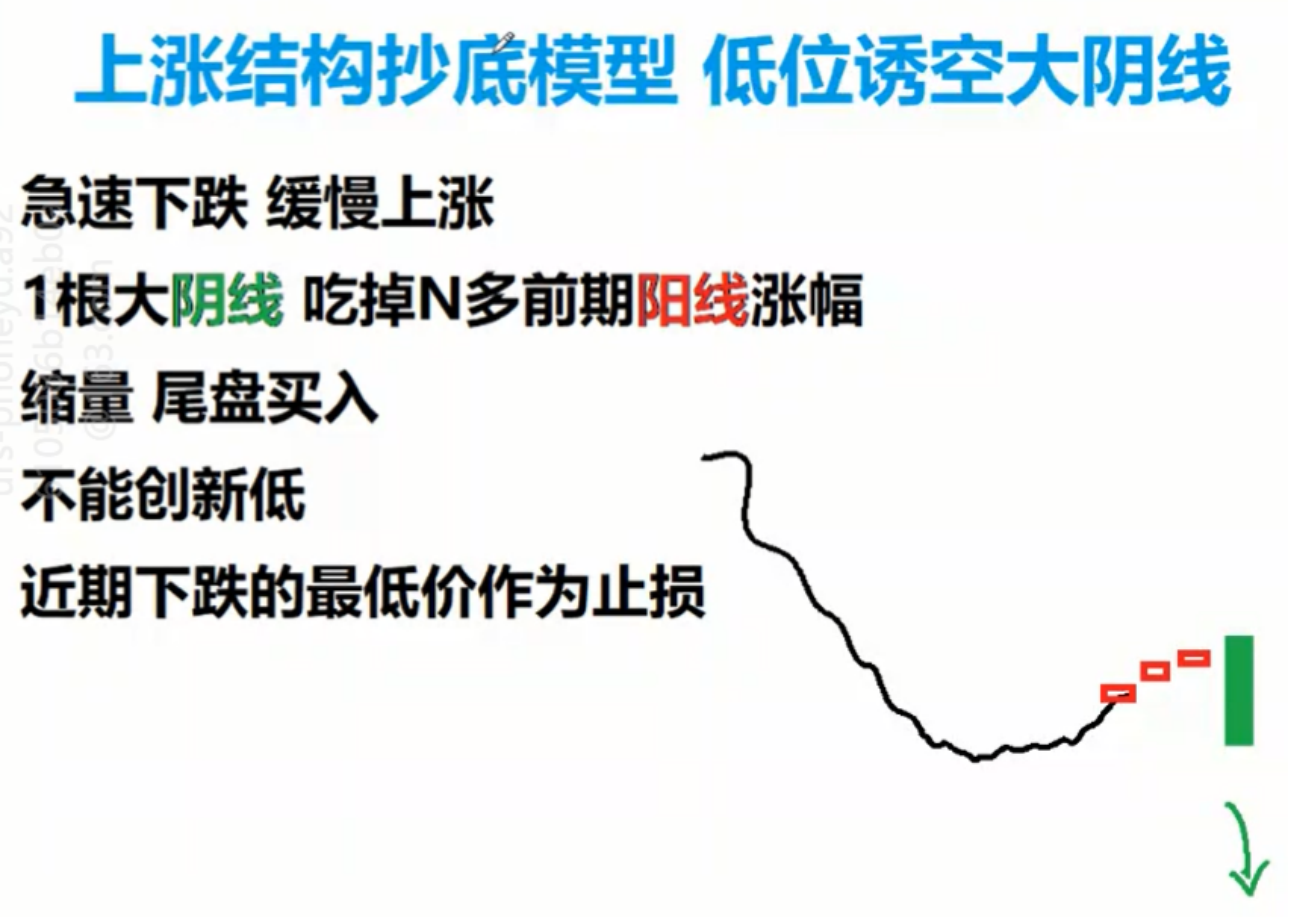 上涨结构抄底模型 低位诱空大阴线
急速下跌 缓慢上涨
1根大阴线 吃掉N多前期阳线涨幅
缩量 尾盘买入
不能创新低
近期下跌的最低价作为止损